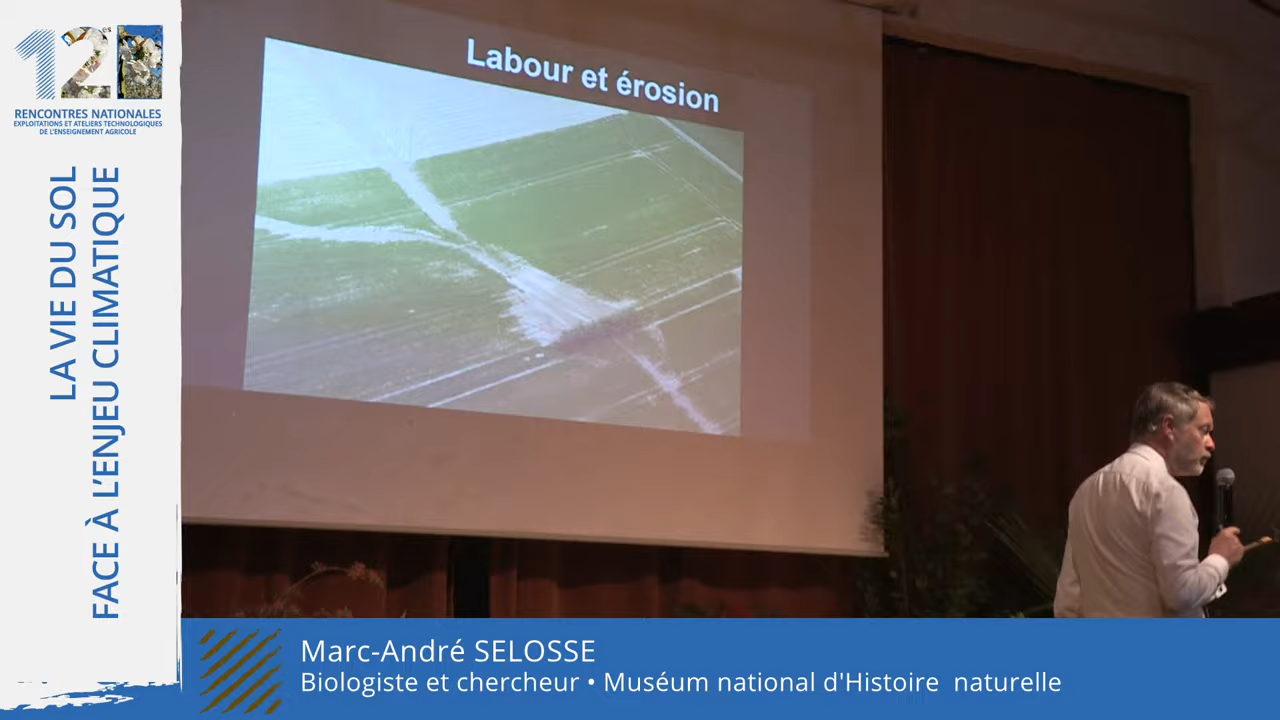 12es
RENCONTRES NATIONALES
EXPLOITATIONS ET ATELIERS TECHNOLOGIQUES
DE L'ENSEIGNEMENT AGRICOLE
LA VIE DU SOL
FACE À L'ENJEU CLIMATIQUE
Labour et érosion
Marc-André SELOSSE
Biologiste et chercheur • Muséum national d'Histoire naturelle